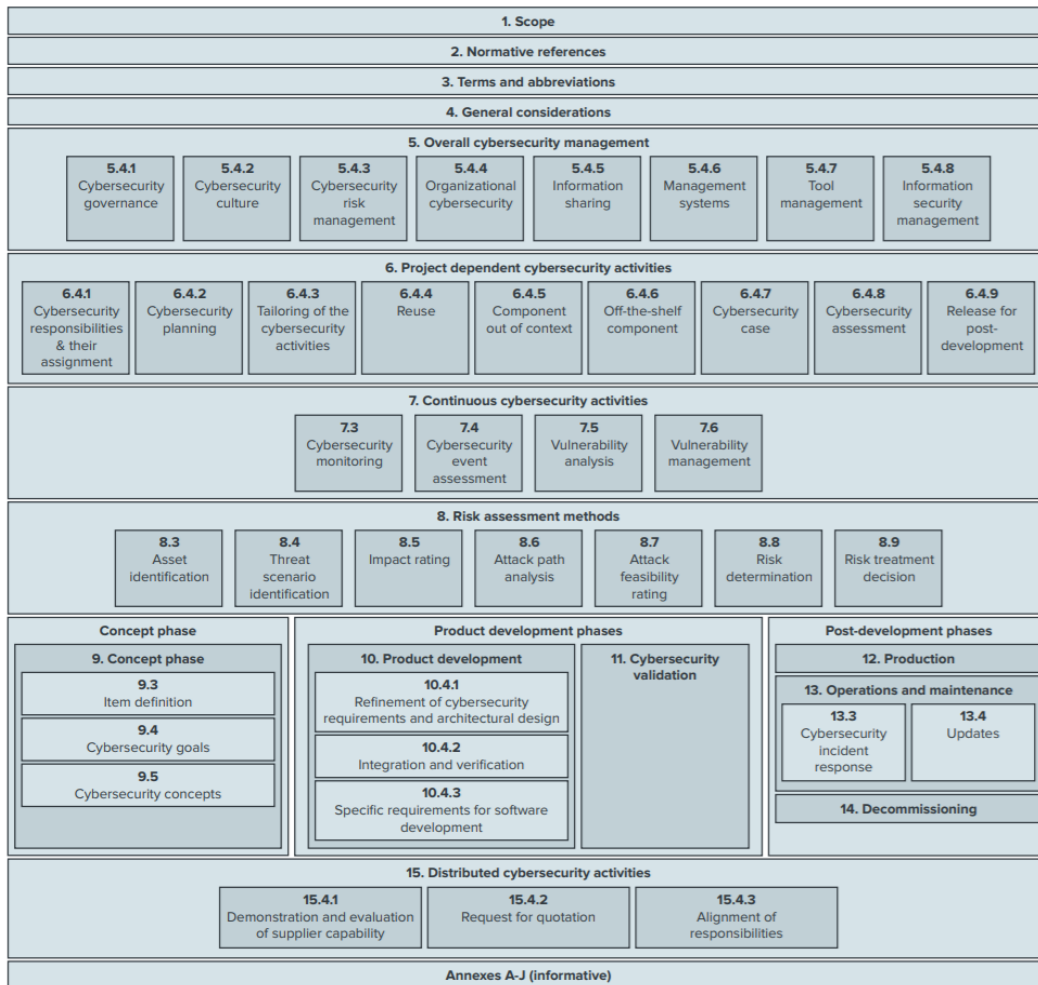 1. Scope
2. Normative references
3. Terms and abbreviations
4. General considerations
5. Overall cybersecurity management
5.4.1
Cybersecurity
governance
5.4.2
Cybersecurity
culture
5.4.3
Cybersecurity
risk
management
5.4.4
Organizational
cybersecurity
5.4.5
Information
sharing
5.4.6
Management
systems
5.4.7
Tool
management
5.4.8
Information
security
management
6. Project dependent cybersecurity activities
6.4.1
Cybersecurity
responsibilities
& their
assignment
6.4.2
Cybersecurity
planning
6.4.3
Tailoring of the
cybersecurity
activities
6.4.4
Reuse
6.4.5
Component
out of context
6.4.6
Off-the-shelf
component
6.4.7
Cybersecurity
case
6.4.8
Cybersecurity
assessment
6.4.9
Release for
post-
development
7. Continuous cybersecurity activities
7.3
Cybersecurity
monitoring
7.4
Cybersecurity
event
assessment
7.5
Vulnerability
analysis
7.6
Vulnerability
management
8. Risk assessment methods
8.3
Asset
identification
8.4
Threat
scenario
identification
8.5
Impact rating
8.6
Attack path
analysis
8.7
Attack
feasibility
rating
8.8
Risk
determination
8.9
Risk treatment
decision
Concept phase
9. Concept phase
9.3
Item definition
9.4
Cybersecurity goals
9.5
Cybersecurity concepts
Product development phases
10. Product development
10.4.1
Refinement of cybersecurity
requirements and architectural design
10.4.2
Integration and verification
10.4.3
Specific requirements for software
development
11. Cybersecurity
validation
Post-development phases
12. Production
13. Operations and maintenance
13.3
Cybersecurity
incident
response
13.4
Updates
14. Decommissioning
15. Distributed cybersecurity activities
15.4.1
Demonstration and evaluation
of supplier capability
15.4.2
Request for quotation
15.4.3
Alignment of
responsibilities
Annexes A-J (informative)